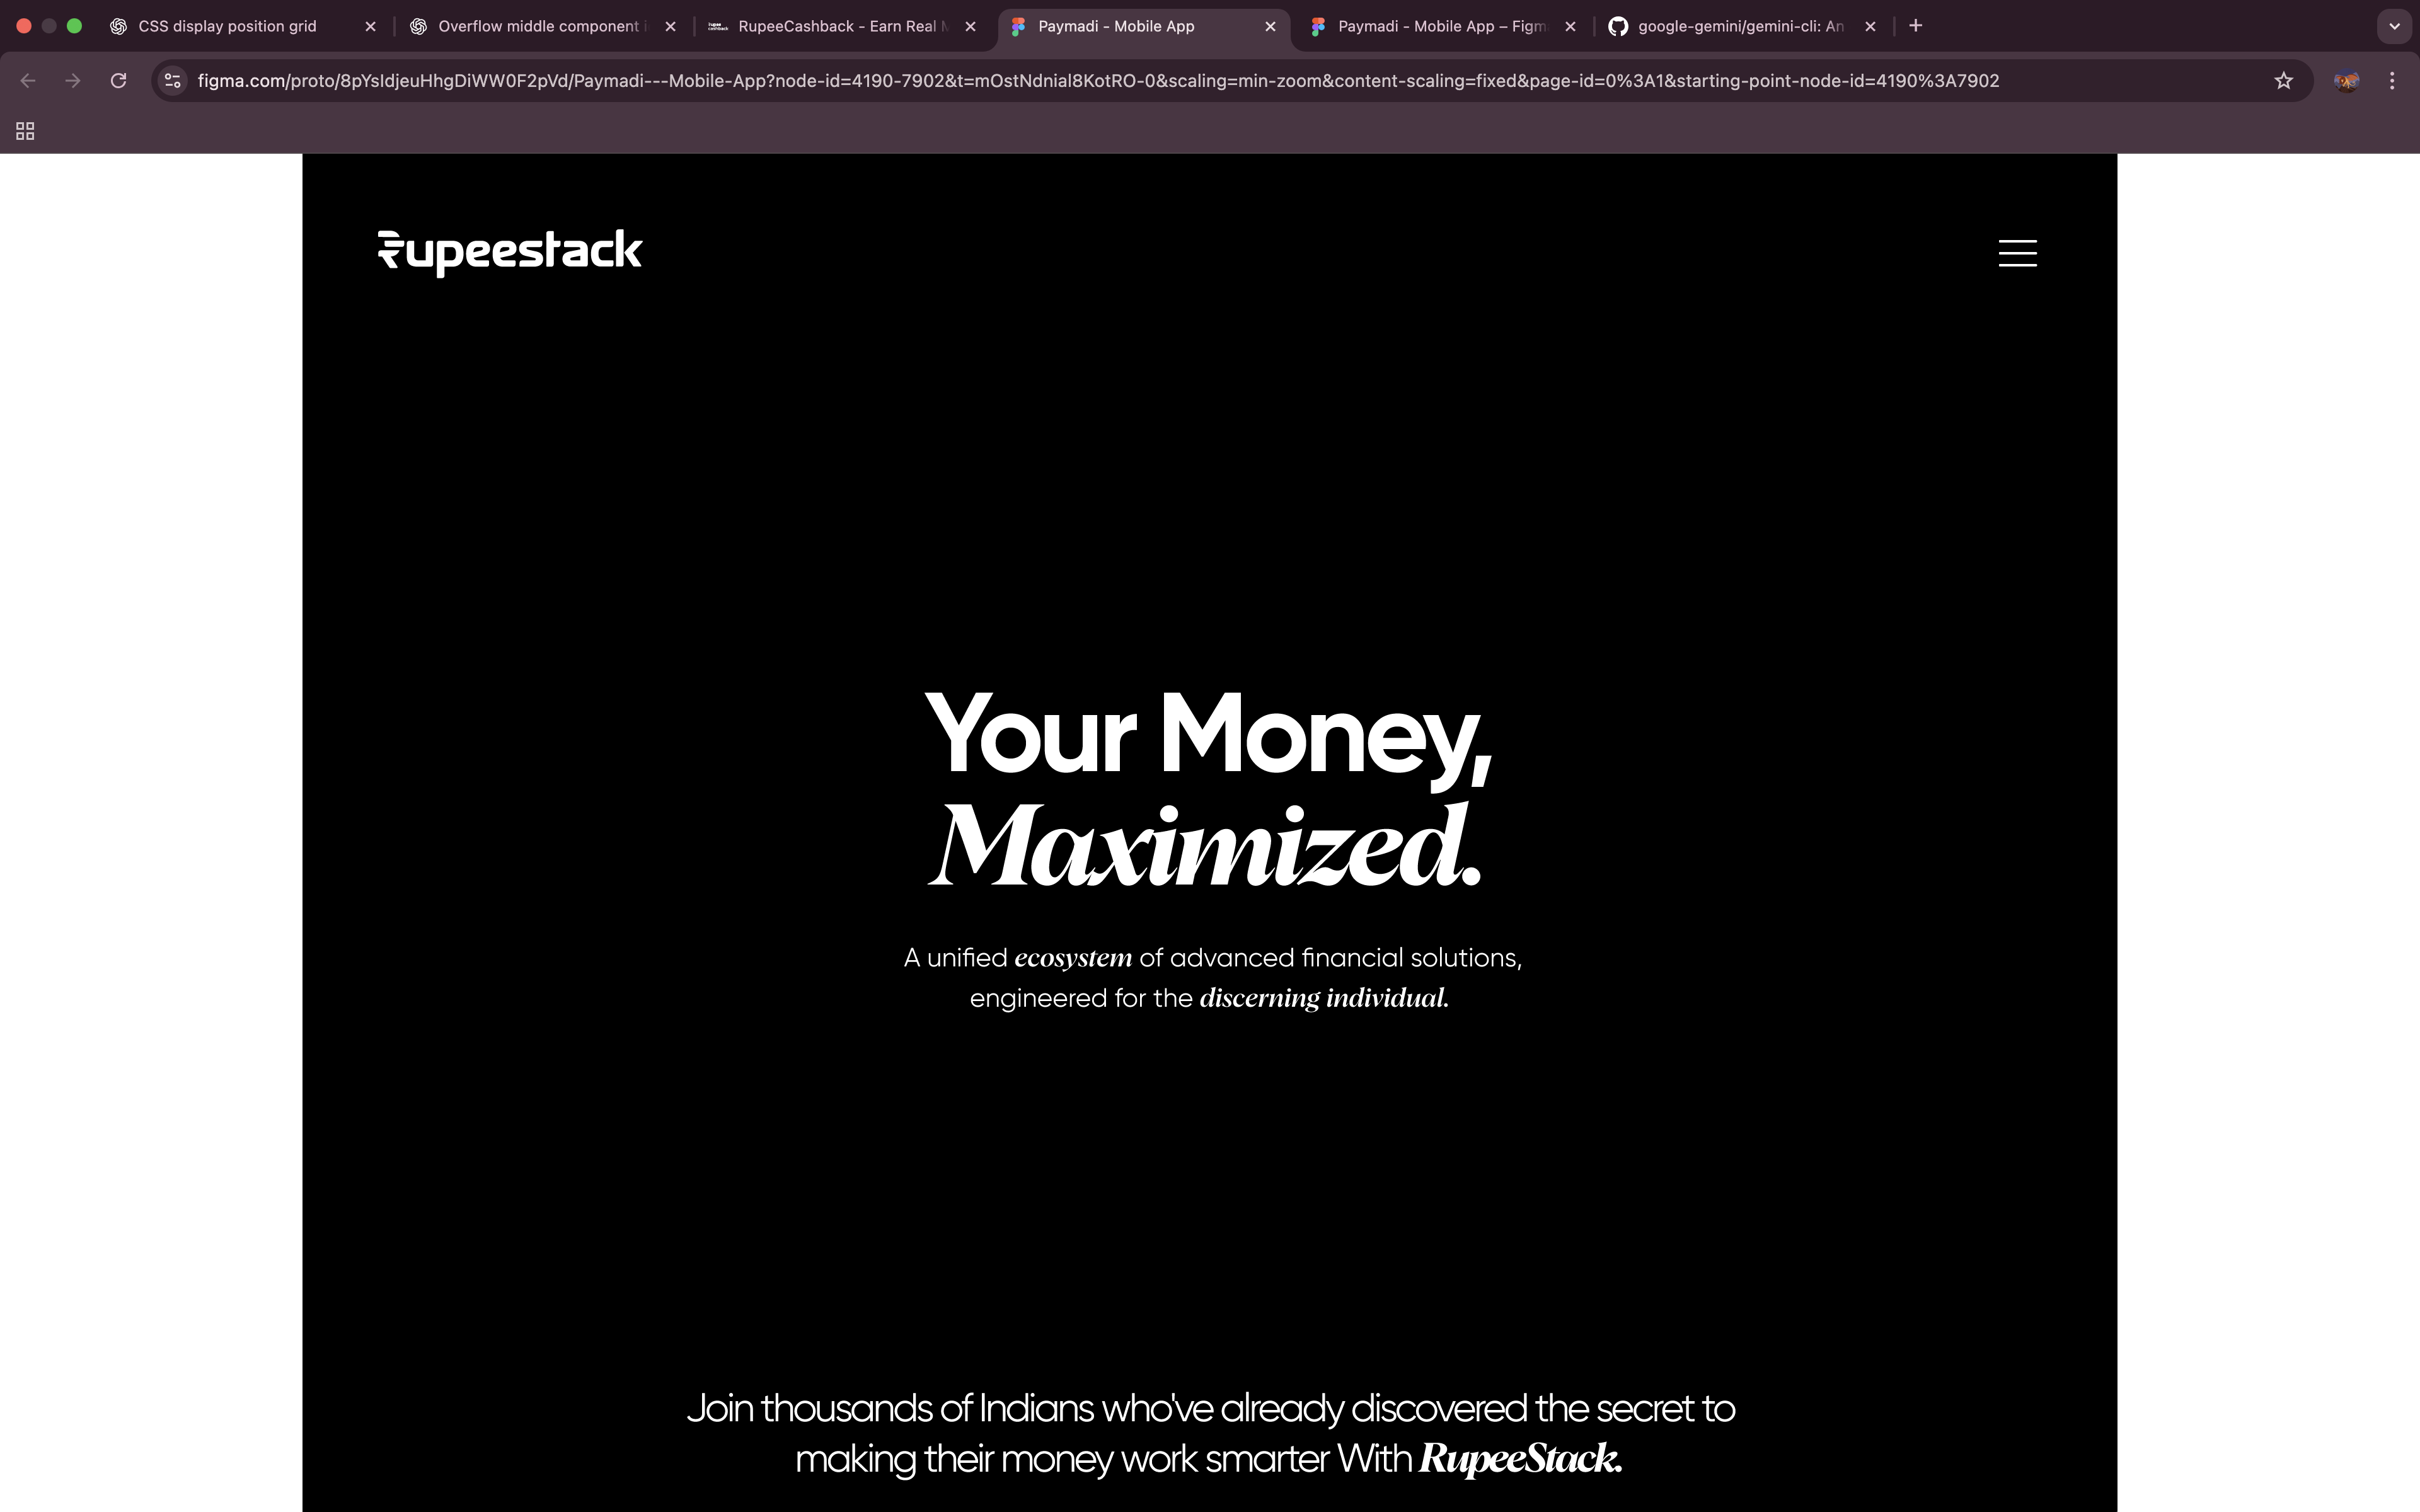 CSS display position grid
Overflow middle component i
RupeeCashback - Earn Real M
Paymadi - Mobile App
Paymadi - Mobile App – Figm
google-gemini/gemini-cli: An
figma.com/proto/8pYsIdjeuHhgDiWW0F2pVd/Paymadi---Mobile-App?node-id=4190-7902&t=mOstNdnial8KotRO-0&scaling=min-zoom&content-scaling=fixed&page-id=0%3A1&starting-point-node-id=4190%3A7902
Rupeestack
Your Money,
Maximized.
A unified ecosystem of advanced financial solutions,
engineered for the discerning individual.
Join thousands of Indians who've already discovered the secret to
making their money work smarter With RupeeStack.